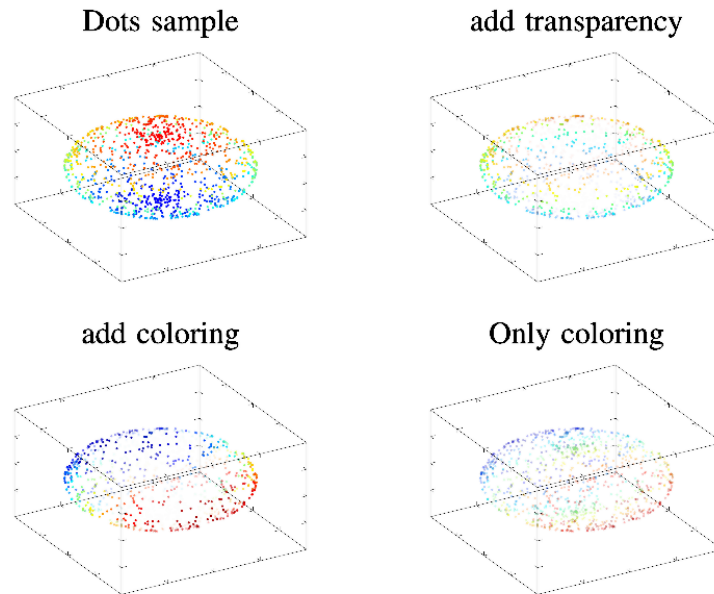 Dots sample
add transparency
add coloring
Only coloring